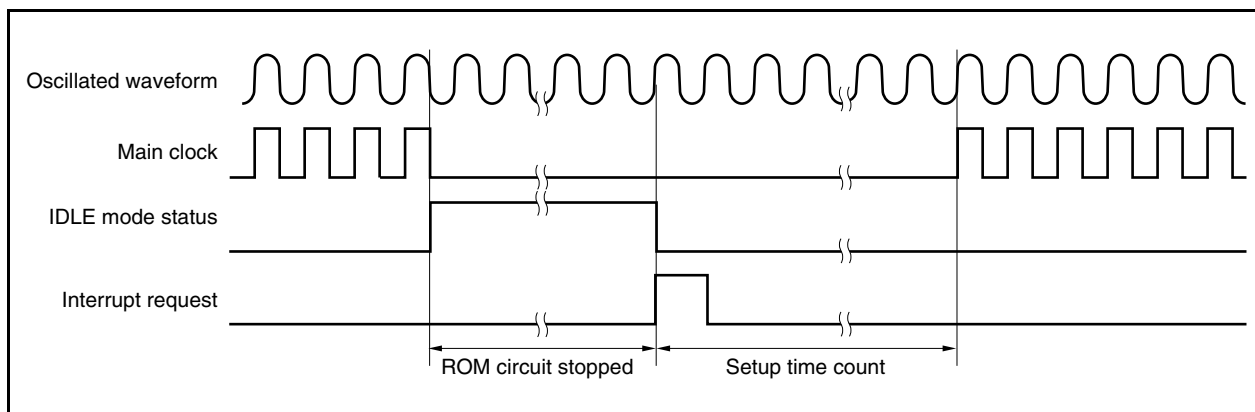 Oscillated waveform
Main clock
IDLE mode status
Interrupt request
ROM circuit stopped
Setup time count